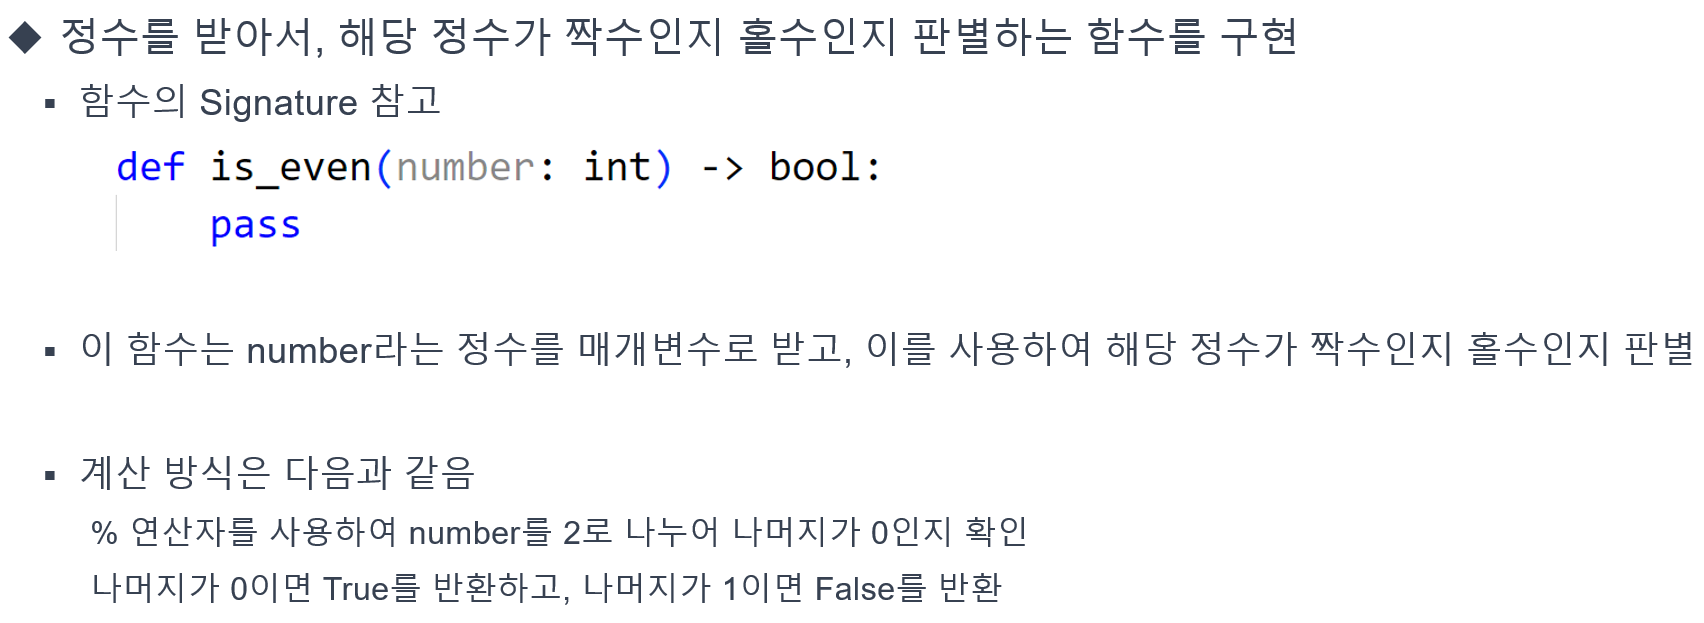 ◆ 정수를 받아서, 해당 정수가 짝수인지 홀수인지 판별하는 함수를 구현
▪ 함수의 Signature 참고
def is_even(number: int) -> bool:
    pass
▪ 이 함수는 number라는 정수를 매개변수로 받고, 이를 사용하여 해당 정수가 짝수인지 홀수인지 판별
▪ 계산 방식은 다음과 같음
% 연산자를 사용하여 number를 2로 나누어 나머지가 0인지 확인
나머지가 0이면 True를 반환하고, 나머지가 1이면 False를 반환